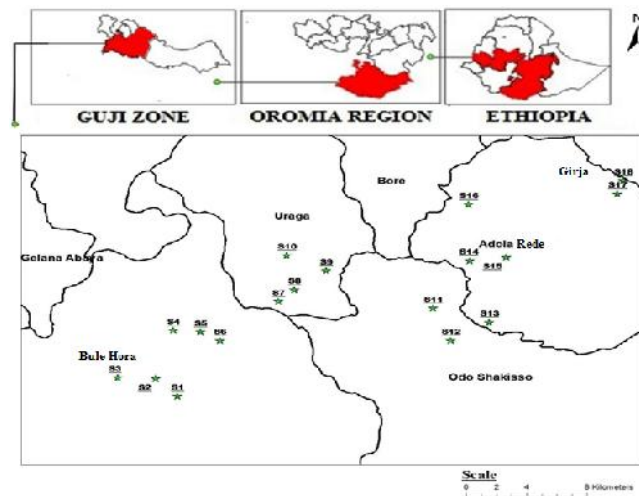 N
GUJI ZONE
OROMIA REGION
ETHIOPIA
Girja
S18
S17
Bore
S16
Uraga
S10
Adola Rede
Gelana Abaya
S9
S14
S15
S8
S7
S11
S13
S4
S5
S6
S12
Bule Hora
S3
S2
S1
Odo Shakisso
Scale
0 2 4 8 Kilometers